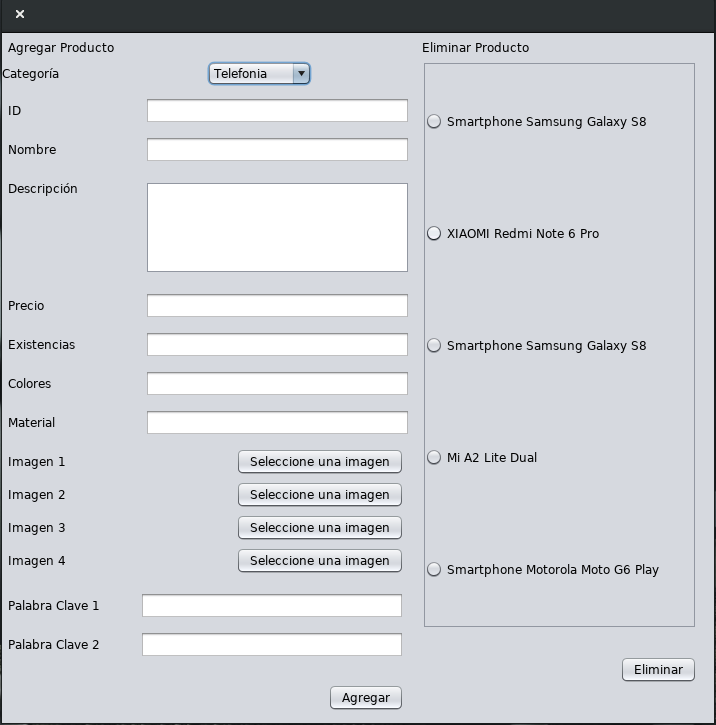 Agregar Producto
Categoría
Telefonia
ID
Nombre
Descripción
Precio
Existencias
Colores
Material
Imagen 1
Seleccione una imagen
Imagen 2
Seleccione una imagen
Imagen 3
Seleccione una imagen
Imagen 4
Seleccione una imagen
Palabra Clave 1
Palabra Clave 2
Agregar
Eliminar Producto
Smartphone Samsung Galaxy S8
XIAOMI Redmi Note 6 Pro
Smartphone Samsung Galaxy S8
Mi A2 Lite Dual
Smartphone Motorola Moto G6 Play
Eliminar